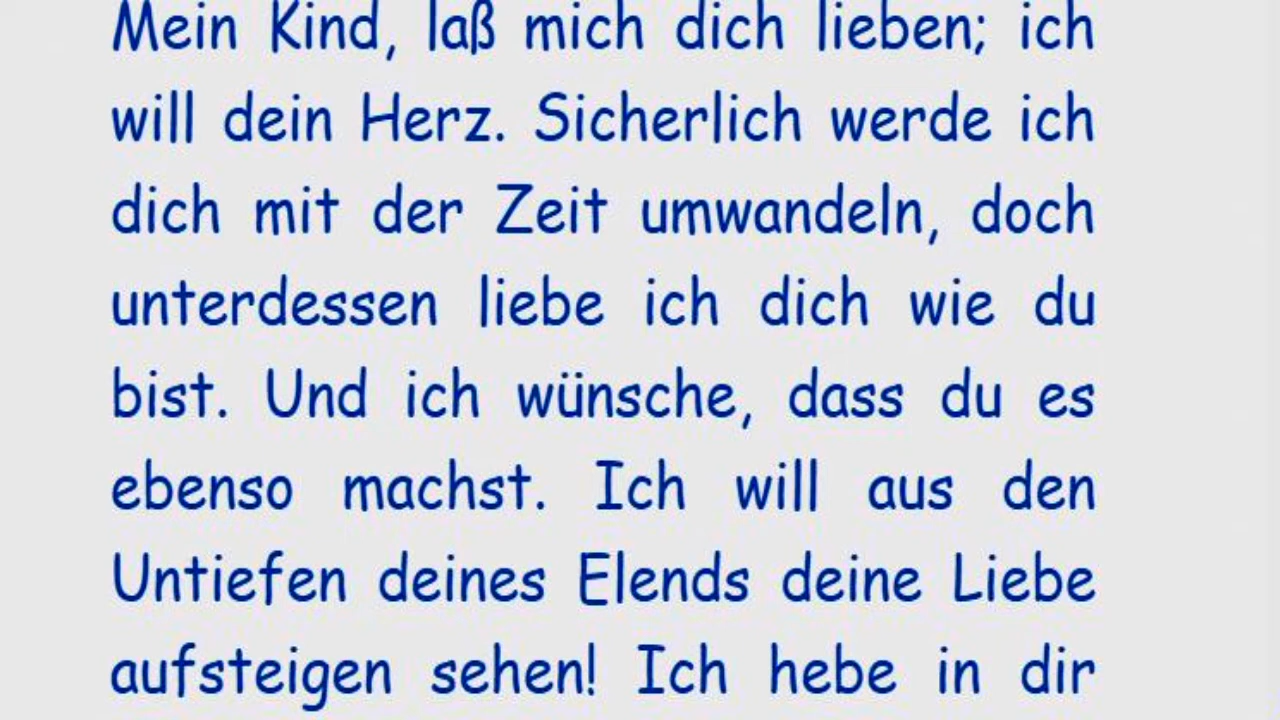 Mein Kind, laß mich dich lieben; ich
will dein Herz. Sicherlich werde ich
dich mit der Zeit umwandeln, doch
unterdessen liebe ich dich wie du
bist. Und ich wünsche, dass du es
ebenso machst. Ich will aus den
Untiefen deines Elends deine Liebe
aufsteigen sehen! Ich hebe in dir